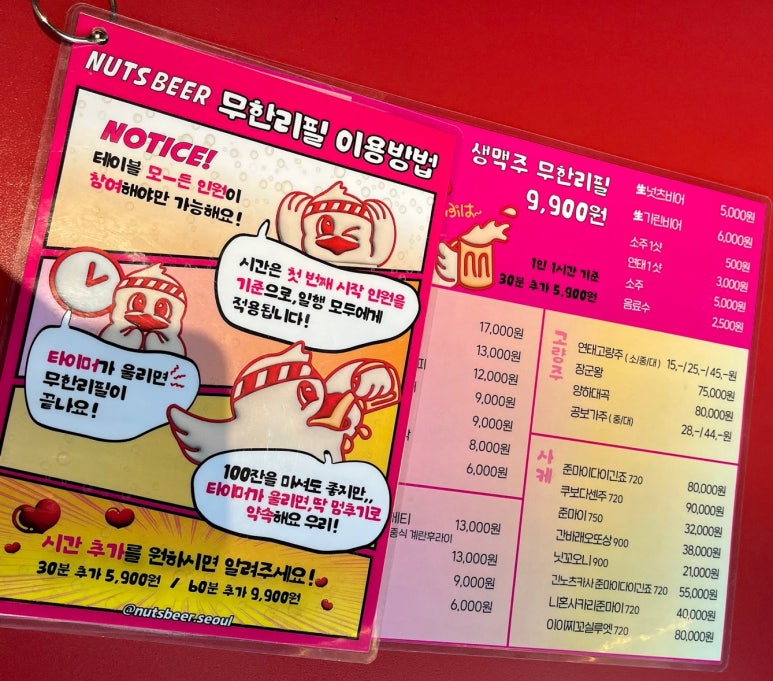 NUTS BEER 무한리필 이용방법
NOTICE!
테이블 모-든 인원이
참여해야만 가능해요!
시간은 첫 번째 시작 인원을
기준으로, 일행 모두에게
적용됩니다!
타이머가 울리면
무한리필이
끝나요!
100잔을 마셔도 좋지만,,
타이머가 울리면, 딱 멈추기로
약속해요 우리!
시간 추가를 원하시면 알려주세요!
30분 추가 5,900원 / 60분 추가 9,900원
@nutsbeer.seoul
생맥주 무한리필
9,900원
ぷは~
1인 1시간 기준
30분 추가 5,900원
生넛츠비어 5,000원
生기린비어 6,000원
소주 1샷 500원
연태 1샷 3,000원
소주 5,000원
음료수 2,500원
17,000원
13,000원
12,000원
9,000원
9,000원
8,000원
6,000원
게티 13,000원
중식 계란후라이
13,000원
9,000원
6,000원
고량주
연태고량주 (소/중/대) 15,-/25,-/45,-원
장군왕 75,000원
양하대곡 80,000원
공보가주 (중/대) 28,-/44,-원
사케
준마이다이긴죠 720 80,000원
쿠보다센주 720 90,000원
준마이 750 32,000원
간바래오또상 900 38,000원
닛꼬오니 900 21,000원
긴노츠카사 준마이다이긴죠 720 55,000원
니혼사카리준마이 720 40,000원
이이찌꼬실루엣 720 80,000원